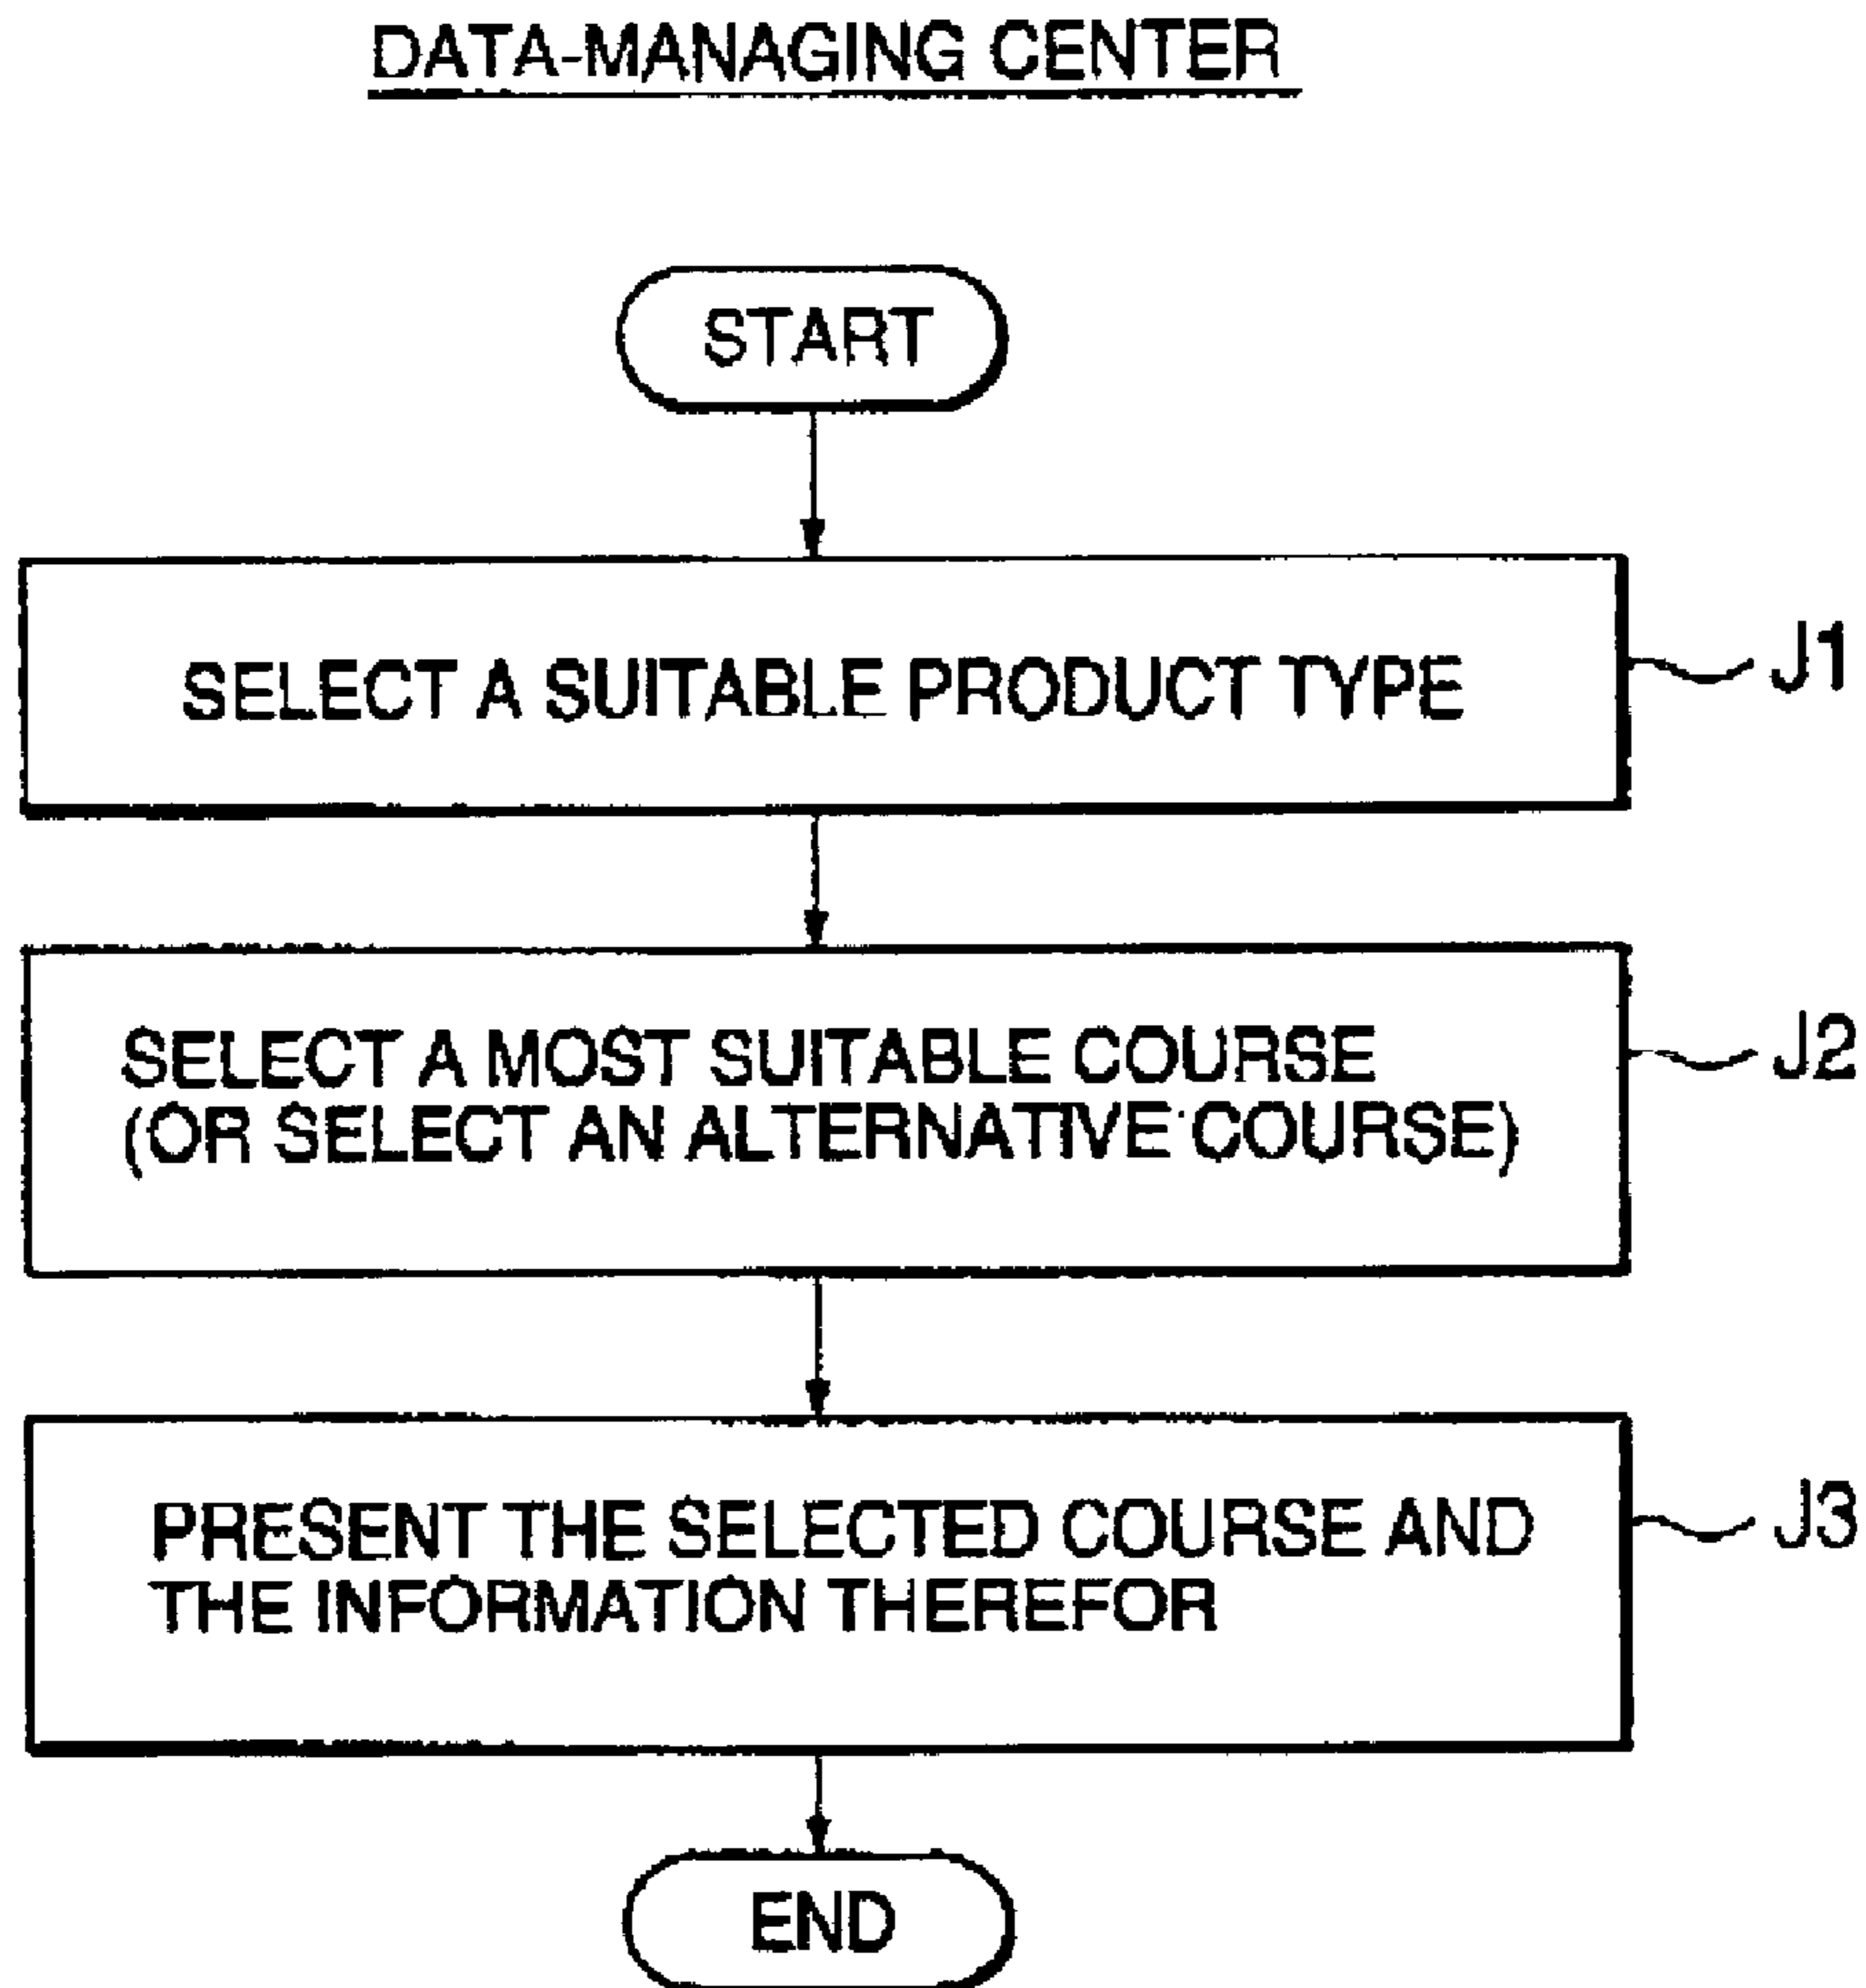 DATA-MANAGING CENTER
START
SELECT A SUITABLE PRODUCT TYPE
J1
SELECT A MOST SUITABLE COURSE
(OR SELECT AN ALTERNATIVE COURSE)
J2
PRESENT THE SELECTED COURSE AND
THE INFORMATION THEREFOR
J3
END